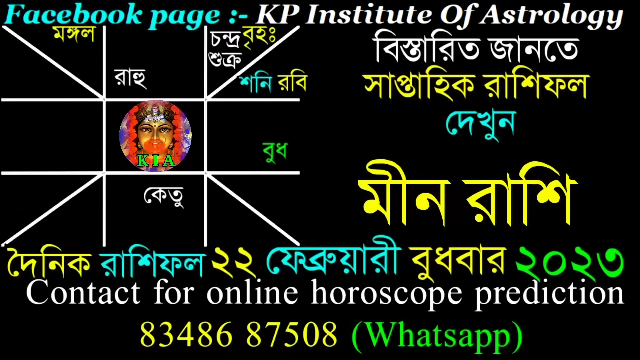 Facebook page :- KP Institute Of Astrology
মঙ্গল
চন্দ্র বৃহঃ
শুক্র
রাহু
শনি রবি
KIA
বুধ
কেতু
বিস্তারিত জানতে
সাপ্তাহিক রাশিফল
দেখুন
মীন রাশি
দৈনিক রাশিফল ২২ ফেব্রুয়ারী বুধবার ২০২৩
Contact for online horoscope prediction
83486 87508 (Whatsapp)